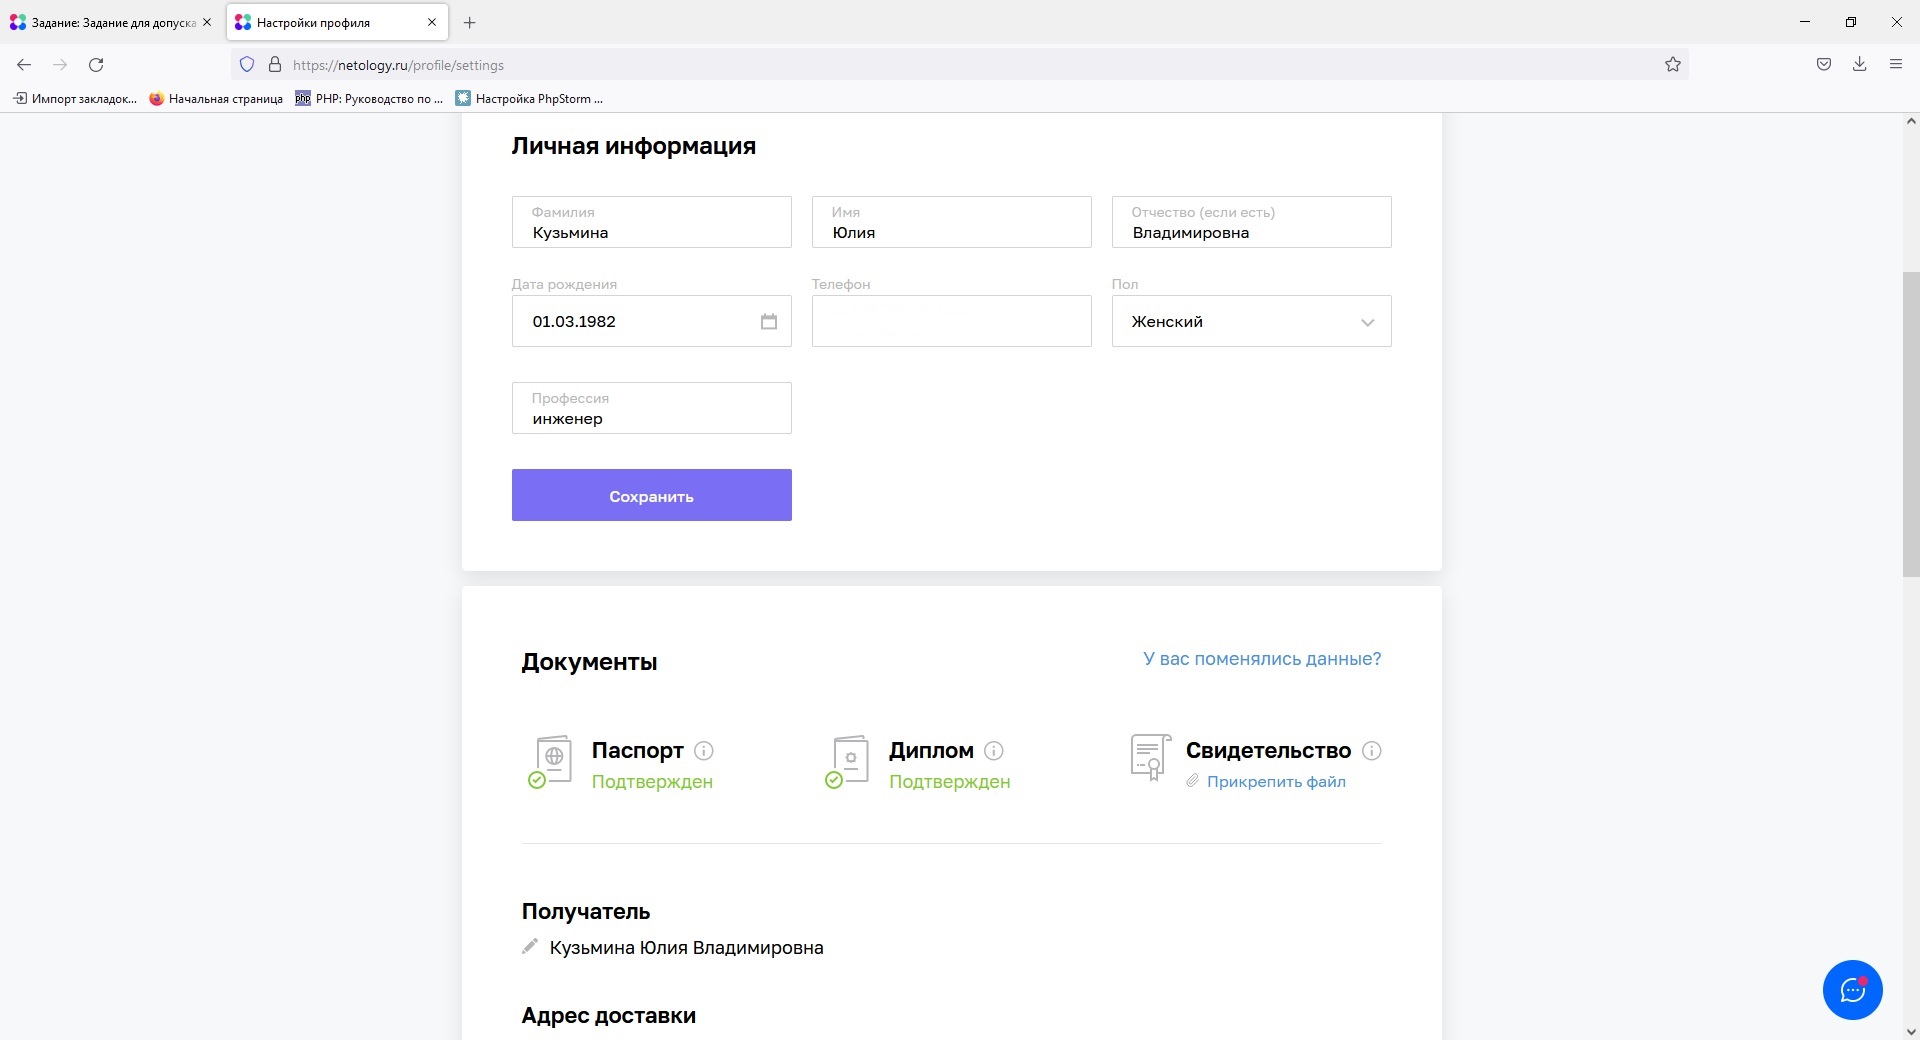 Задание: Задание для допуска
Настройки профиля
https://netology.ru/profile/settings
Импорт закладок...
Начальная страница
php
PHP: Руководство по ...
Настройка PhpStorm ...
Личная информация
Фамилия
Кузьмина
Имя
Юлия
Отчество (если есть)
Владимировна
Дата рождения
01.03.1982
Телефон
Пол
Женский
Профессия
инженер
Сохранить
Документы
У вас поменялись данные?
Паспорт
Подтвержден
Диплом
Подтвержден
Свидетельство
Прикрепить файл
Получатель
Кузьмина Юлия Владимировна
Адрес доставки